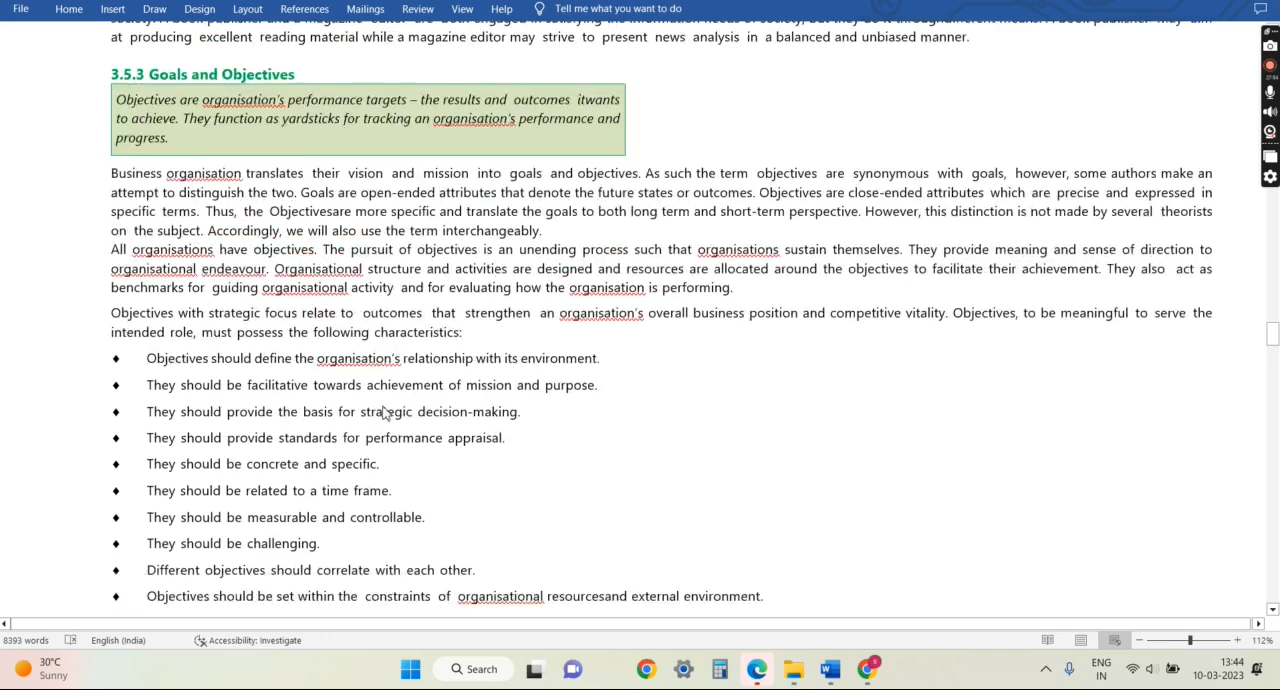 File Home Insert Draw Design Layout References Mailings Review View Help Tell me what you want to do
at producing excellent reading material while a magazine editor may strive to present news analysis in a balanced and unbiased manner.
3.5.3 Goals and Objectives
Objectives are organisation's performance targets – the results and outcomes itwants
to achieve. They function as yardsticks for tracking an organisation's performance and
progress.
Business organisation translates their vision and mission into goals and objectives. As such the term objectives are synonymous with goals, however, some authors make an
attempt to distinguish the two. Goals are open-ended attributes that denote the future states or outcomes. Objectives are close-ended attributes which are precise and expressed in
specific terms. Thus, the Objectivesare more specific and translate the goals to both long term and short-term perspective. However, this distinction is not made by several theorists
on the subject. Accordingly, we will also use the term interchangeably.
All organisations have objectives. The pursuit of objectives is an unending process such that organisations sustain themselves. They provide meaning and sense of direction to
organisational endeavour. Organisational structure and activities are designed and resources are allocated around the objectives to facilitate their achievement. They also act as
benchmarks for guiding organisational activity and for evaluating how the organisation is performing.
Objectives with strategic focus relate to outcomes that strengthen an organisation's overall business position and competitive vitality. Objectives, to be meaningful to serve the
intended role, must possess the following characteristics:
♦ Objectives should define the organisation's relationship with its environment.
♦ They should be facilitative towards achievement of mission and purpose.
♦ They should provide the basis for strategic decision-making.
♦ They should provide standards for performance appraisal.
♦ They should be concrete and specific.
♦ They should be related to a time frame.
♦ They should be measurable and controllable.
♦ They should be challenging.
♦ Different objectives should correlate with each other.
♦ Objectives should be set within the constraints of organisational resourcesand external environment.
8393 words English (India) Accessibility: Investigate 112%
30°C
Sunny
Search
ENG
IN
13:44
10-03-2023